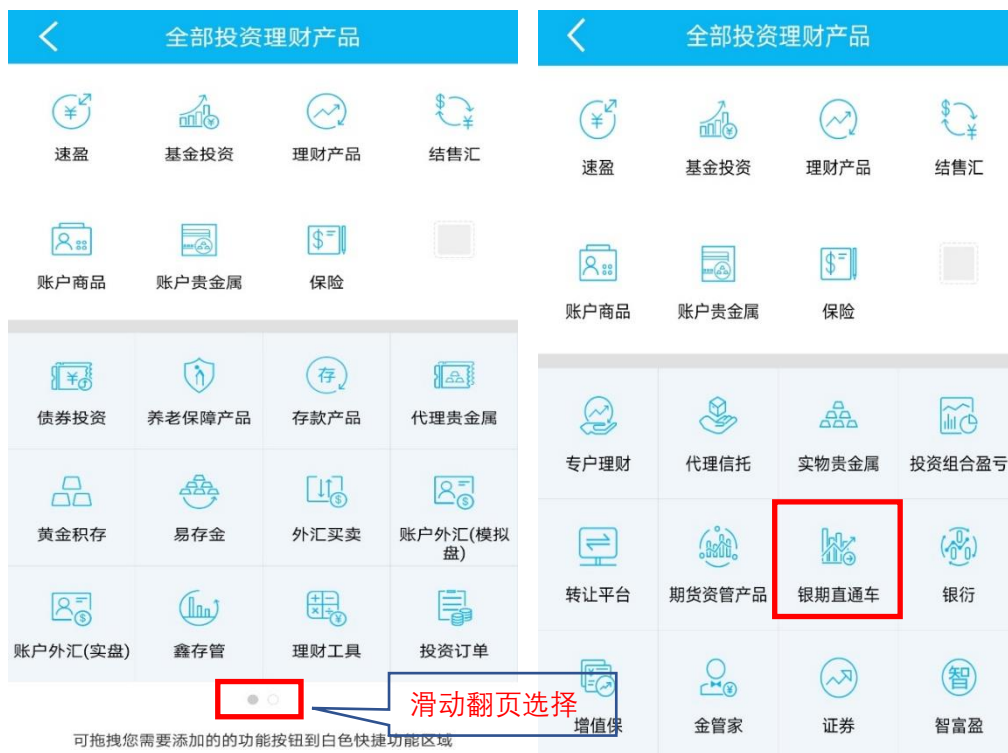 全部投资理财产品
速盈 基金投资 理财产品 结售汇
账户商品 账户贵金属 保险
债券投资 养老保障产品 存款产品 代理贵金属
存
黄金积存 易存金 外汇买卖 账户外汇(模拟
盘)
账户外汇(实盘) 鑫存管 理财工具 投资订单
滑动翻页选择
可拖拽您需要添加的的功能按钮到白色快捷功能区域
全部投资理财产品
速盈 基金投资 理财产品 结售汇
账户商品 账户贵金属 保险
专户理财 代理信托 实物贵金属 投资组合盈亏
转让平台 期货资管产品 银期直通车 银衍
智
增值保 金管家 证券 智富盈